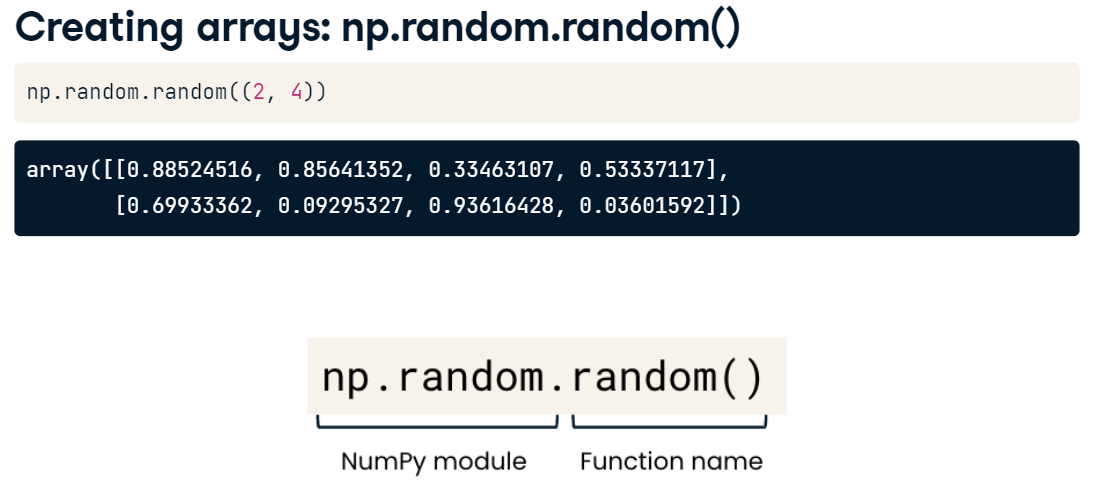 Creating arrays: np.random.random()
np.random.random((2, 4))
array([[0.88524516, 0.85641352, 0.33463107, 0.53337117],
       [0.69933362, 0.09295327, 0.93616428, 0.03601592]])
np.random.random()
NumPy module Function name